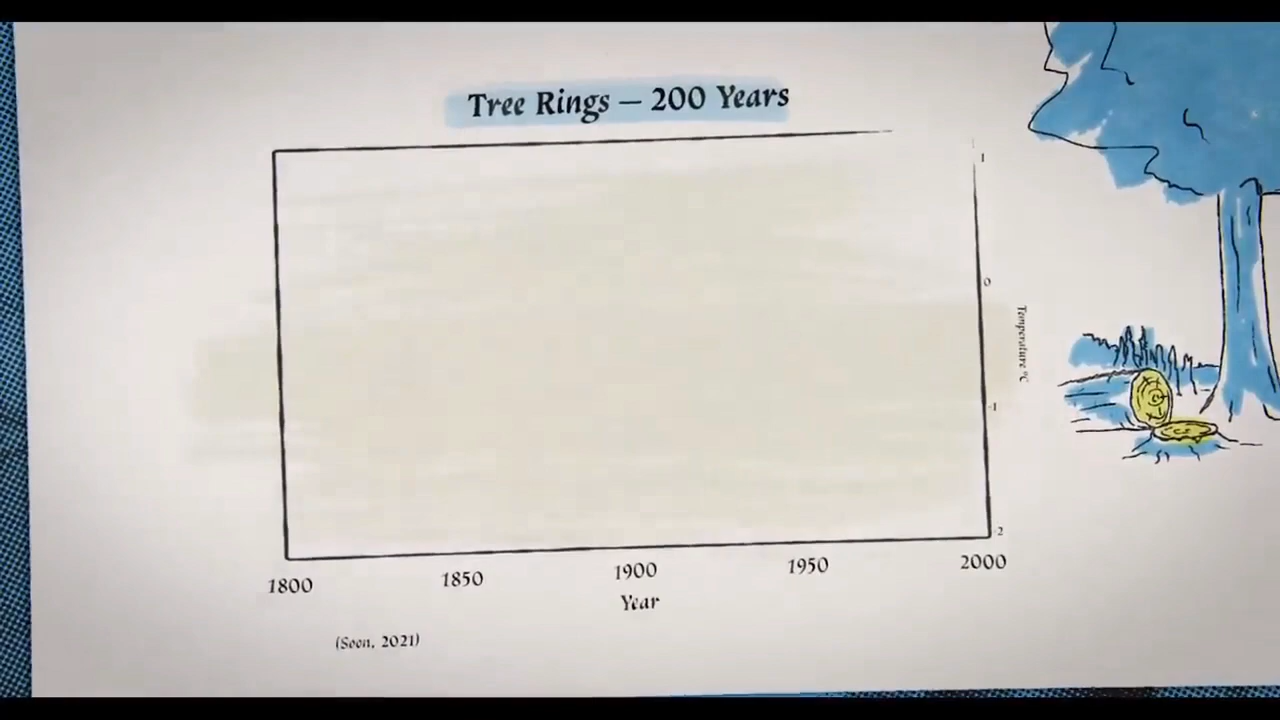 Tree Rings – 200 Years
1
0
Temperature °C
-1
-2
1800 1850 1900 1950 2000
Year
(Soon, 2021)